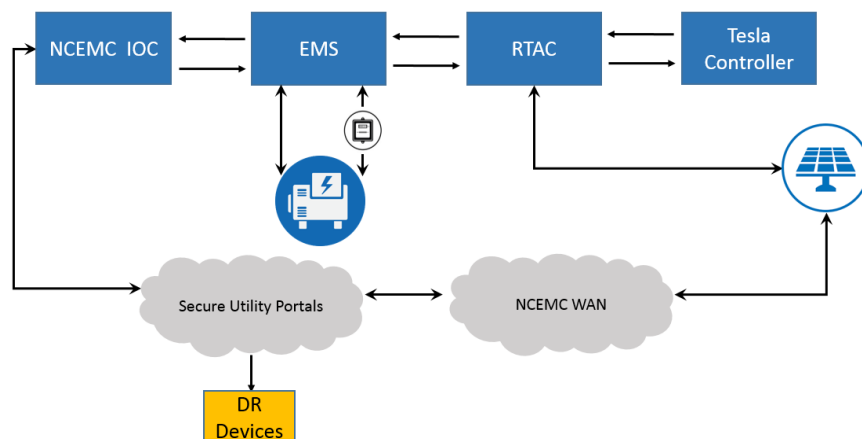 NCEMC IOC
EMS
RTAC
Tesla
Controller
Secure Utility Portals
NCEMC WAN
DR
Devices